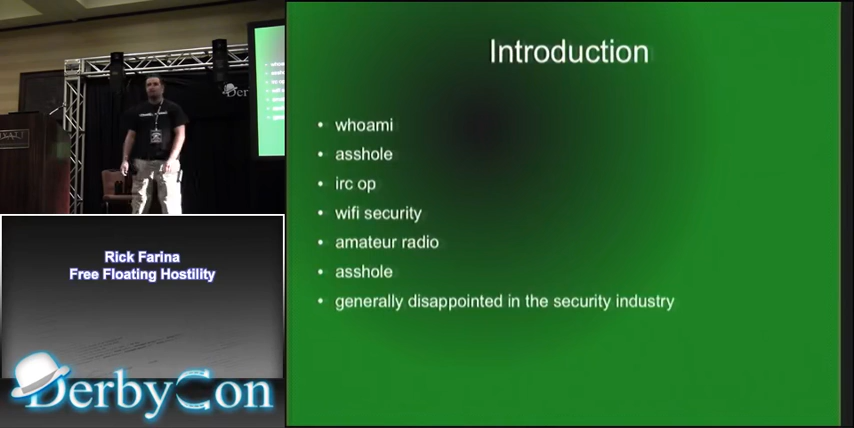 Introduction
• whoami
• asshole
• irc op
• wifi security
• amateur radio
• asshole
• generally disappointed in the security industry
Rick Farina
Free Floating Hostility
DerbyCon